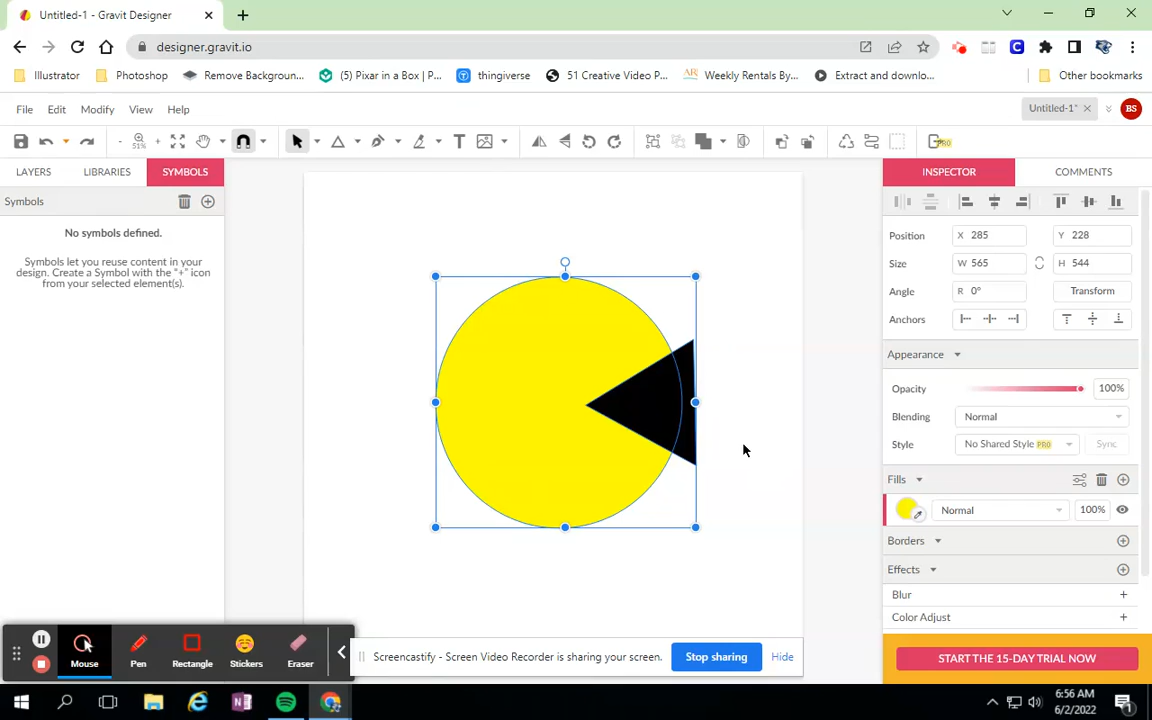 Untitled-1 - Gravit Designer
designer.gravit.io
Illustrator Photoshop Remove Backgroun... (5) Pixar in a Box | P... thingiverse 51 Creative Video P... Weekly Rentals By... Extract and downlo... Other bookmarks
File Edit Modify View Help
Untitled-1* BS
- 51% +
PRO
LAYERS LIBRARIES SYMBOLS
INSPECTOR COMMENTS
Symbols
No symbols defined.
Symbols let you reuse content in your
design. Create a Symbol with the "+" icon
from your selected element(s).
Position X 285 Y 228
Size W 565 H 544
Angle R 0° Transform
Anchors
Appearance
Opacity 100%
Blending Normal
Style No Shared Style PRO Sync
Fills
Normal 100%
Borders
Effects
Blur +
Color Adjust +
START THE 15-DAY TRIAL NOW
Mouse Pen Rectangle Stickers Eraser
Screencastify - Screen Video Recorder is sharing your screen. Stop sharing Hide
6:56 AM
6/2/2022
1